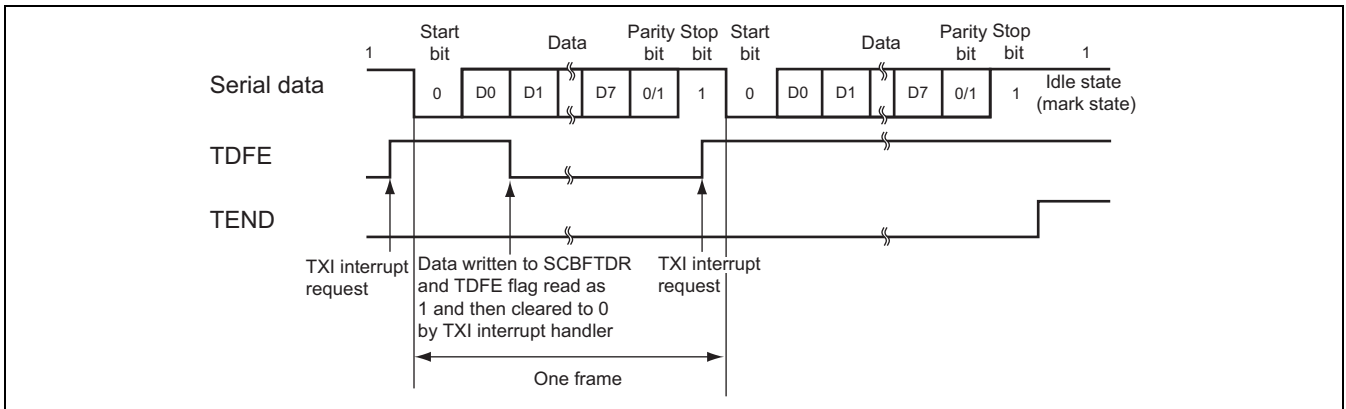 Start bit Data Parity bit Stop bit Start bit Data Parity bit Stop bit
1 1
Serial data 0 D0 D1 D7 0/1 1 0 D0 D1 D7 0/1 1 Idle state (mark state)
TDFE
TEND
TXI interrupt request
Data written to SCBFTDR
and TDFE flag read as
1 and then cleared to 0
by TXI interrupt handler
TXI interrupt
request
One frame